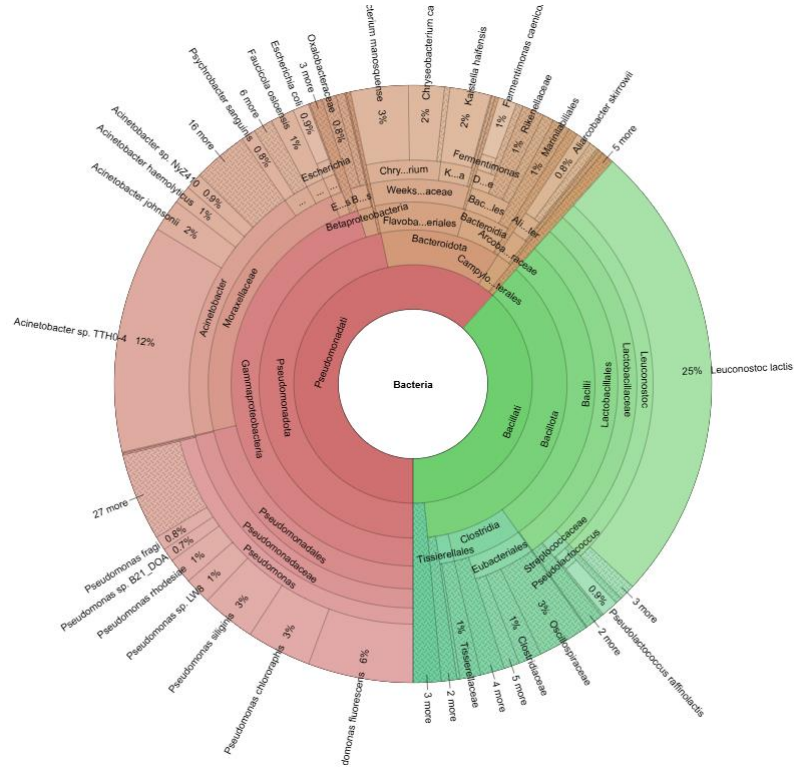 Bacteria
Pseudomonadati
Pseudomonadota
Gammaproteobacteria
Moraxellaceae
Acinetobacter
Acinetobacter sp. TTH0-4 12%
Acinetobacter johnsonii 2%
Acinetobacter haemolyticus 1%
Acinetobacter sp. NyZ410 0.9%
16 more
Psychrobacter sanguinis 0.8%
6 more
Faucicola osloensis 1%
Escherichia coli 0.9%
3 more
Oxalobacteraceae 0.8%
Escherichia
...
...
E...s
B...s
Betaproteobacteria
cterium manosquense 3%
Chryseobacterium ca 2%
Kaistella haifensis 2%
Fermentimonas caenico 1%
Rikenellaceae 1%
Marinilabiliales 1%
Aliarcobacter skirrowii 0.8%
5 more
Chry...rium
K...a
Fermentimonas
D...e
Weeks...aceae
Bac...les
Ali...ter
Flavoba...eriales
Bacteroidia
Arcoba...raceae
Bacteroidota
Campylo...terales
Bacillati
Bacillota
Bacilli
Lactobacillales
Lactobacillaceae
Leuconostoc
25% Leuconostoc lactis
3 more
0.9% Pseudolactococcus raffinolactis
Pseudolactococcus
Streptococcaceae
2 more
Clostridia
Eubacteriales
Tissierellales
3% Oscillospiraceae
1% Clostridiaceae
5 more
4 more
1% Tissierellaceae
2 more
3 more
Pseudomonadales
Pseudomonadaceae
Pseudomonas
27 more
Pseudomonas fragi 0.8%
Pseudomonas sp. B21_DOA 0.7%
Pseudomonas rhodesiae 1%
Pseudomonas sp. LW8 1%
Pseudomonas siliginis 3%
Pseudomonas chlororaphis 3%
domonas fluorescens 6%